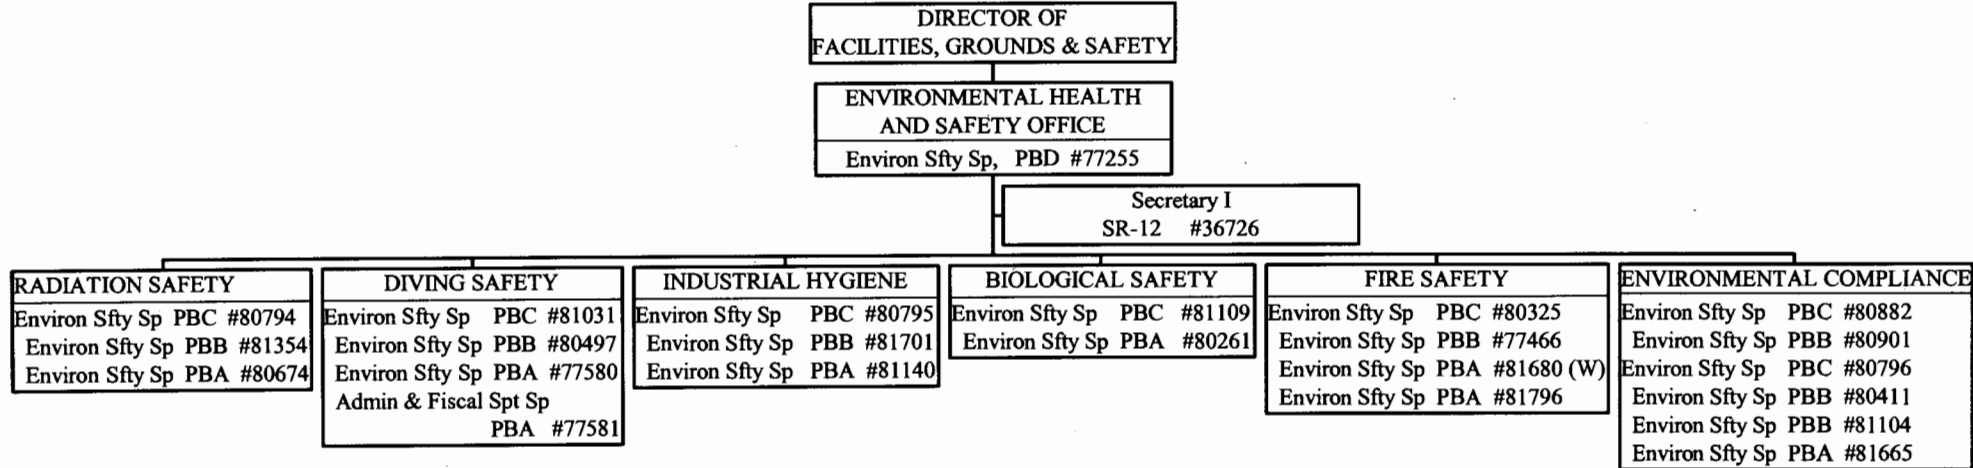 DIRECTOR OF
FACILITIES, GROUNDS & SAFETY
ENVIRONMENTAL HEALTH
AND SAFETY OFFICE
Environ Sfty Sp, PBD #77255
Secretary I
SR-12 #36726
RADIATION SAFETY
Environ Sfty Sp PBC #80794
Environ Sfty Sp PBB #81354
Environ Sfty Sp PBA #80674
DIVING SAFETY
Environ Sfty Sp PBC #81031
Environ Sfty Sp PBB #80497
Environ Sfty Sp PBA #77580
Admin & Fiscal Spt Sp
PBA #77581
INDUSTRIAL HYGIENE
Environ Sfty Sp PBC #80795
Environ Sfty Sp PBB #81701
Environ Sfty Sp PBA #81140
BIOLOGICAL SAFETY
Environ Sfty Sp PBC #81109
Environ Sfty Sp PBA #80261
FIRE SAFETY
Environ Sfty Sp PBC #80325
Environ Sfty Sp PBB #77466
Environ Sfty Sp PBA #81680 (W)
Environ Sfty Sp PBA #81796
ENVIRONMENTAL COMPLIANCE
Environ Sfty Sp PBC #80882
Environ Sfty Sp PBB #80901
Environ Sfty Sp PBC #80796
Environ Sfty Sp PBB #80411
Environ Sfty Sp PBB #81104
Environ Sfty Sp PBA #81665